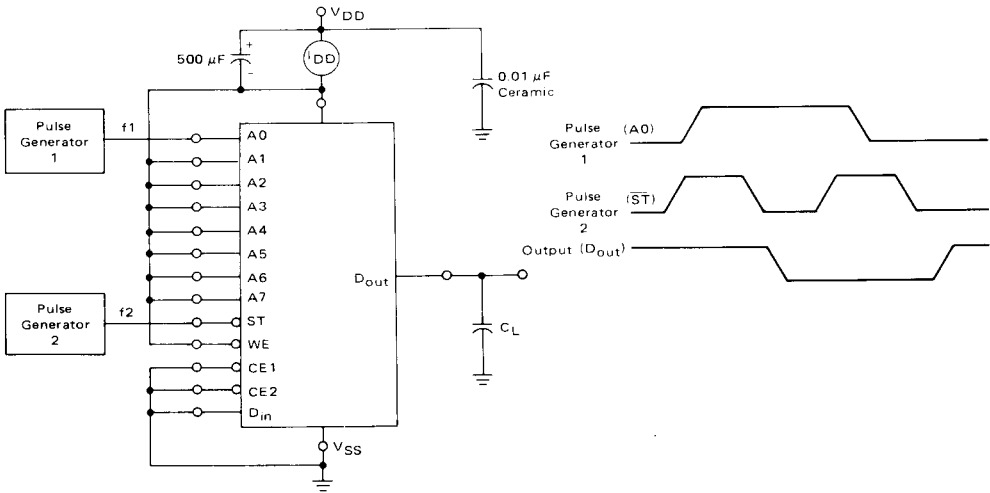 VDD
500 μF
+
-
IDD
0.01 μF
Ceramic
Pulse
Generator
1
f1
A0
A1
A2
A3
A4
A5
A6
A7
ST
WE
CE1
CE2
Din
Dout
CL
VSS
Pulse
Generator
2
f2
Pulse (A0)
Generator
1
Pulse (S̅T̅)
Generator
2
Output (Dout)